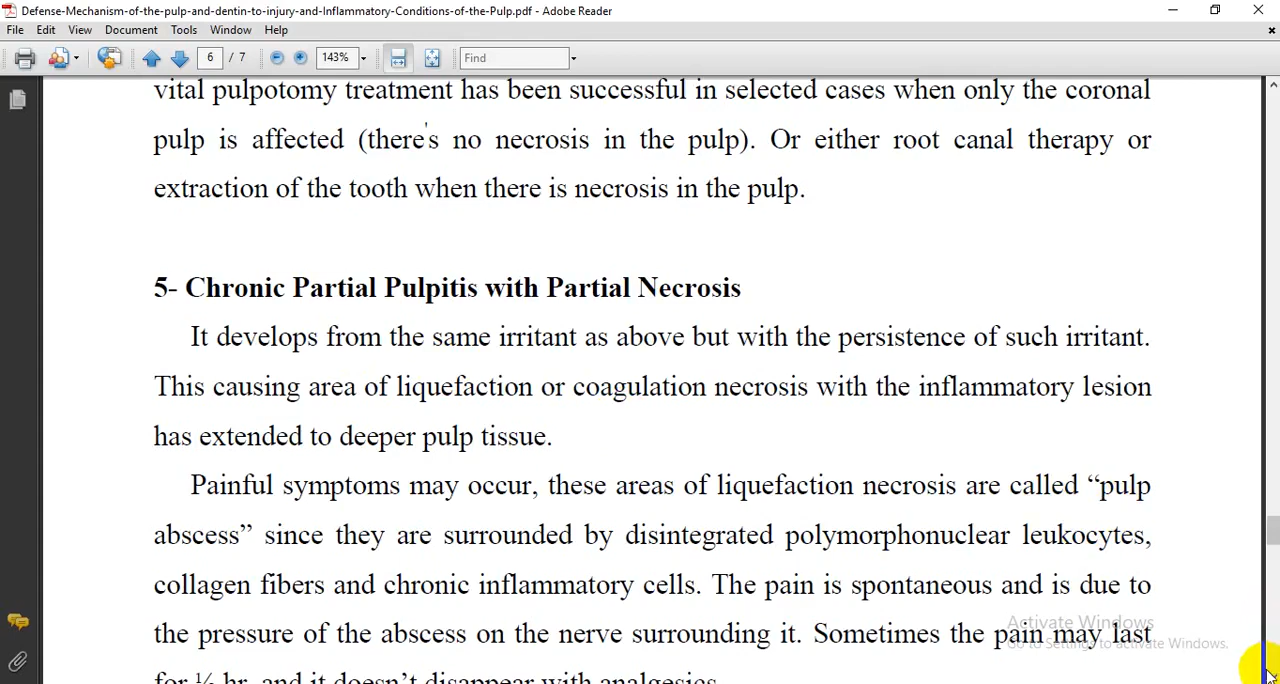 Defense-Mechanism-of-the-pulp-and-dentin-to-injury-and-Inflammatory-Conditions-of-the-Pulp.pdf - Adobe Reader
File Edit View Document Tools Window Help
6 / 7 143% Find
vital pulpotomy treatment has been successful in selected cases when only the coronal
pulp is affected (there's no necrosis in the pulp). Or either root canal therapy or
extraction of the tooth when there is necrosis in the pulp.
5- Chronic Partial Pulpitis with Partial Necrosis
It develops from the same irritant as above but with the persistence of such irritant.
This causing area of liquefaction or coagulation necrosis with the inflammatory lesion
has extended to deeper pulp tissue.
Painful symptoms may occur, these areas of liquefaction necrosis are called “pulp
abscess” since they are surrounded by disintegrated polymorphonuclear leukocytes,
collagen fibers and chronic inflammatory cells. The pain is spontaneous and is due to
the pressure of the abscess on the nerve surrounding it. Sometimes the pain may last
for ½ hr. and it doesn’t disappear with analgesics
Activate Windows
Go to Settings to activate Windows.